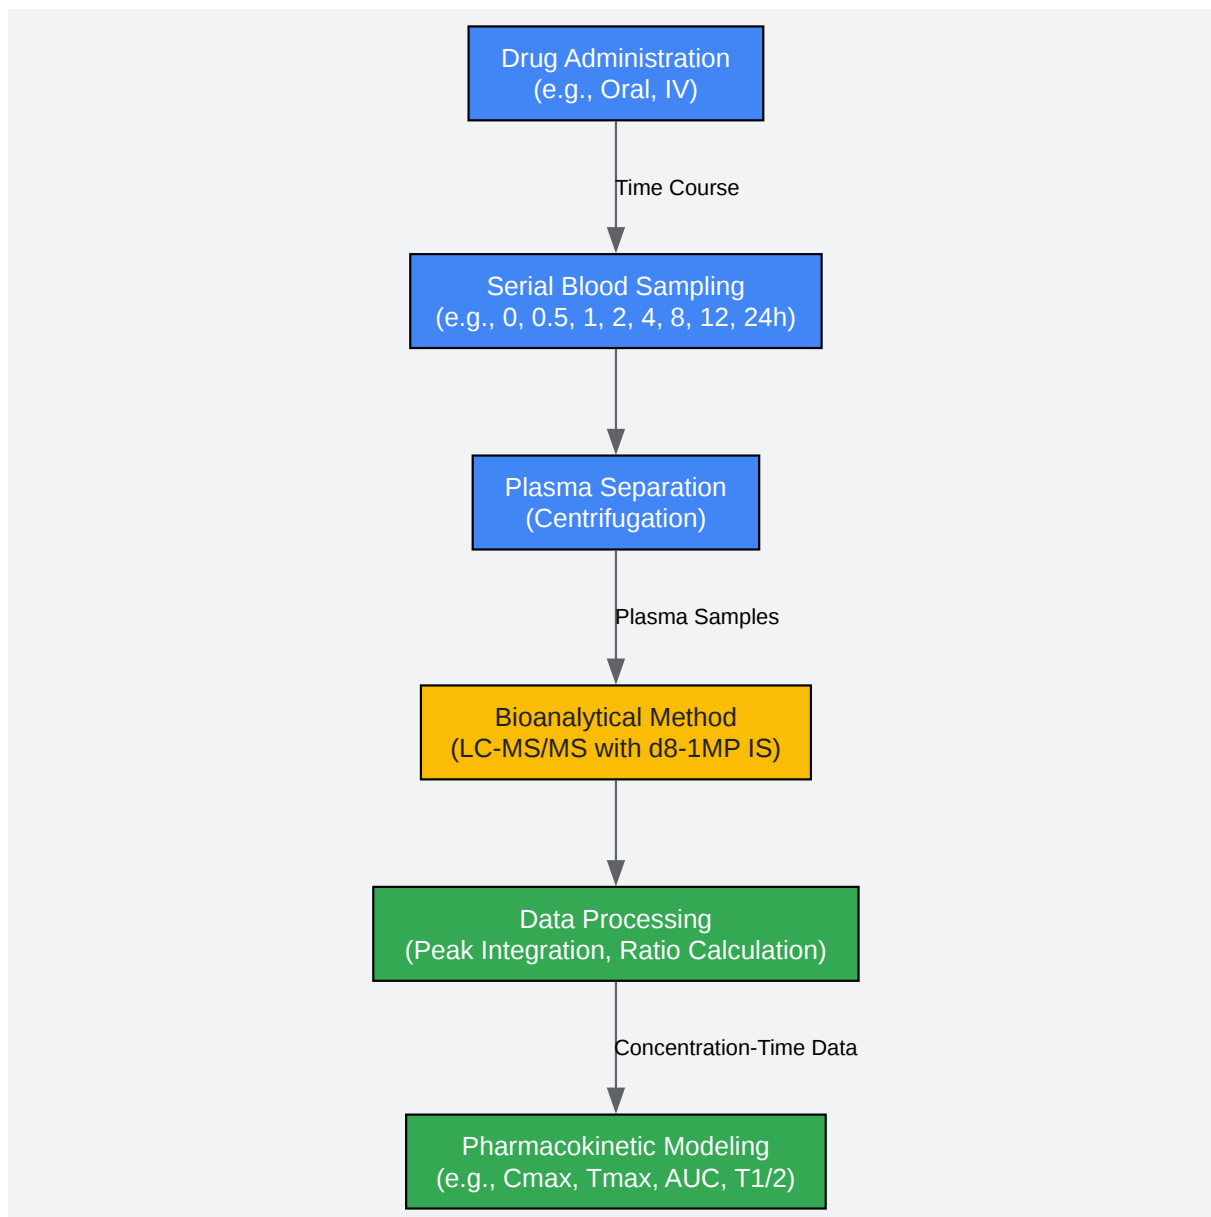 Drug Administration
(e.g., Oral, IV)
Time Course
Serial Blood Sampling
(e.g., 0, 0.5, 1, 2, 4, 8, 12, 24h)
Plasma Separation
(Centrifugation)
Plasma Samples
Bioanalytical Method
(LC-MS/MS with d8-1MP IS)
Data Processing
(Peak Integration, Ratio Calculation)
Concentration-Time Data
Pharmacokinetic Modeling
(e.g., Cmax, Tmax, AUC, T1/2)